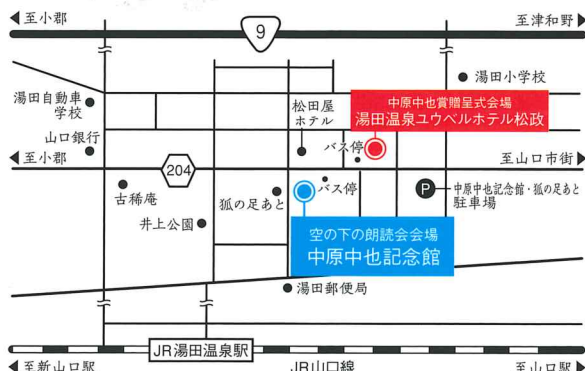 至小郡
9
至津和野
湯田小学校
湯田自動車
学校
松田屋
ホテル
中原中也賞贈呈式会場
湯田温泉ユウベルホテル松政
山口銀行
バス停
至小郡
204
至山口市街
古稀庵
狐の足あと
バス停
P
中原中也記念館・狐の足あと
駐車場
井上公園
空の下の朗読会会場
中原中也記念館
湯田郵便局
JR湯田温泉駅
至新山口駅
JR山口線
至山口駅